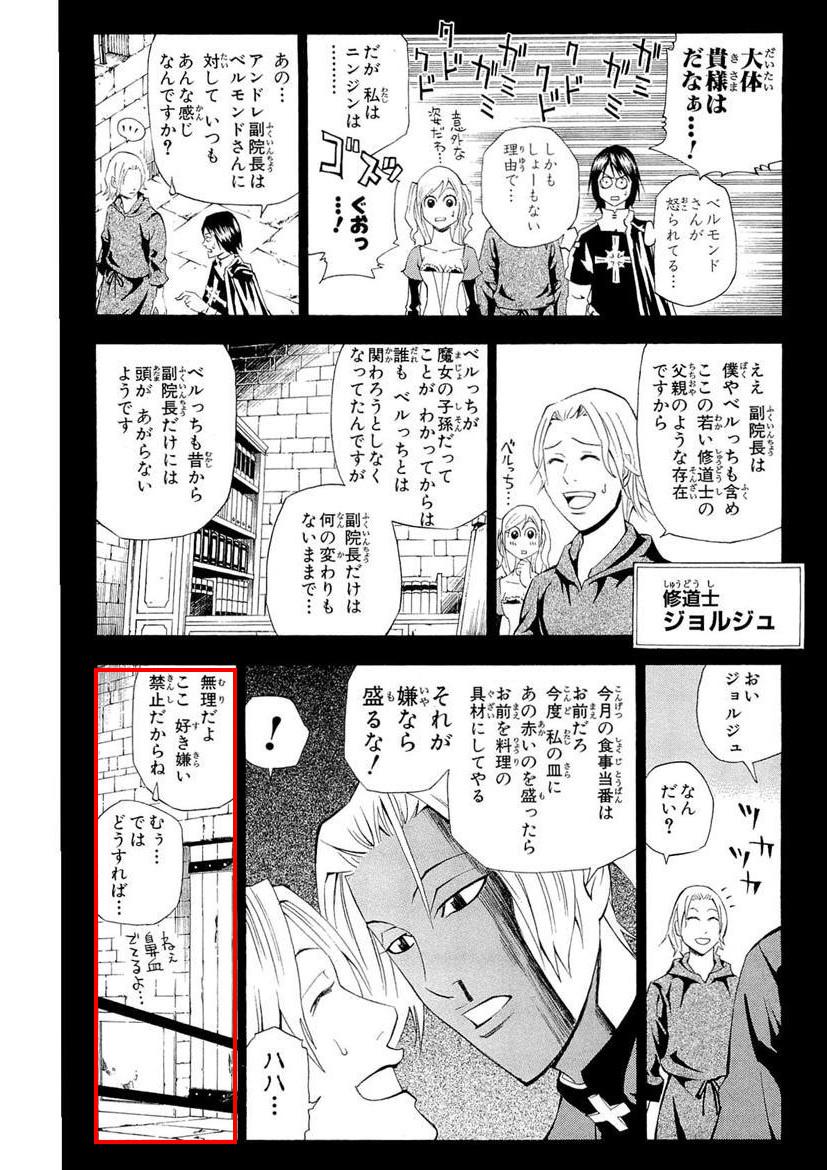 大体
貴様は
だなぁ…！
ベルモンド
さんが
怒られてる…
しかも
しょーもない
理由で…
意外な
姿だわ…
ガミガミ
クドクド
だが 私は
ニンジンは
ゴスッ
ぐおっ
…！
あの…
アンドレ副院長は
ベルモンドさんに
対して いつも
あんな感じ
なんですか？
ええ 副院長は
僕やベルっちも含め
ここの若い修道士の
父親のような存在
ですから
ベルっち…
修道士
ジョルジュ
ベルっちが
魔女の子孫だって
ことが わかってからは
誰も ベルっちとは
関わろうとしなく
なってたんですが
副院長だけは
何の変わりも
ないままで…
ベルっちも昔から
副院長だけには
頭が あがらない
ようです
おい
ジョルジュ
なん
だい？
ツカツカ
今月の食事当番は
お前だろ
今度 私の皿に
あの赤いのを盛ったら
お前を料理の
具材にしてやる
それが
嫌なら
盛るな！
！
ハハ…
無理だよ
ここ 好き嫌い
禁止だからね
むぅ…
では
どうすれば…
ねぇ
鼻血
でてるよ…